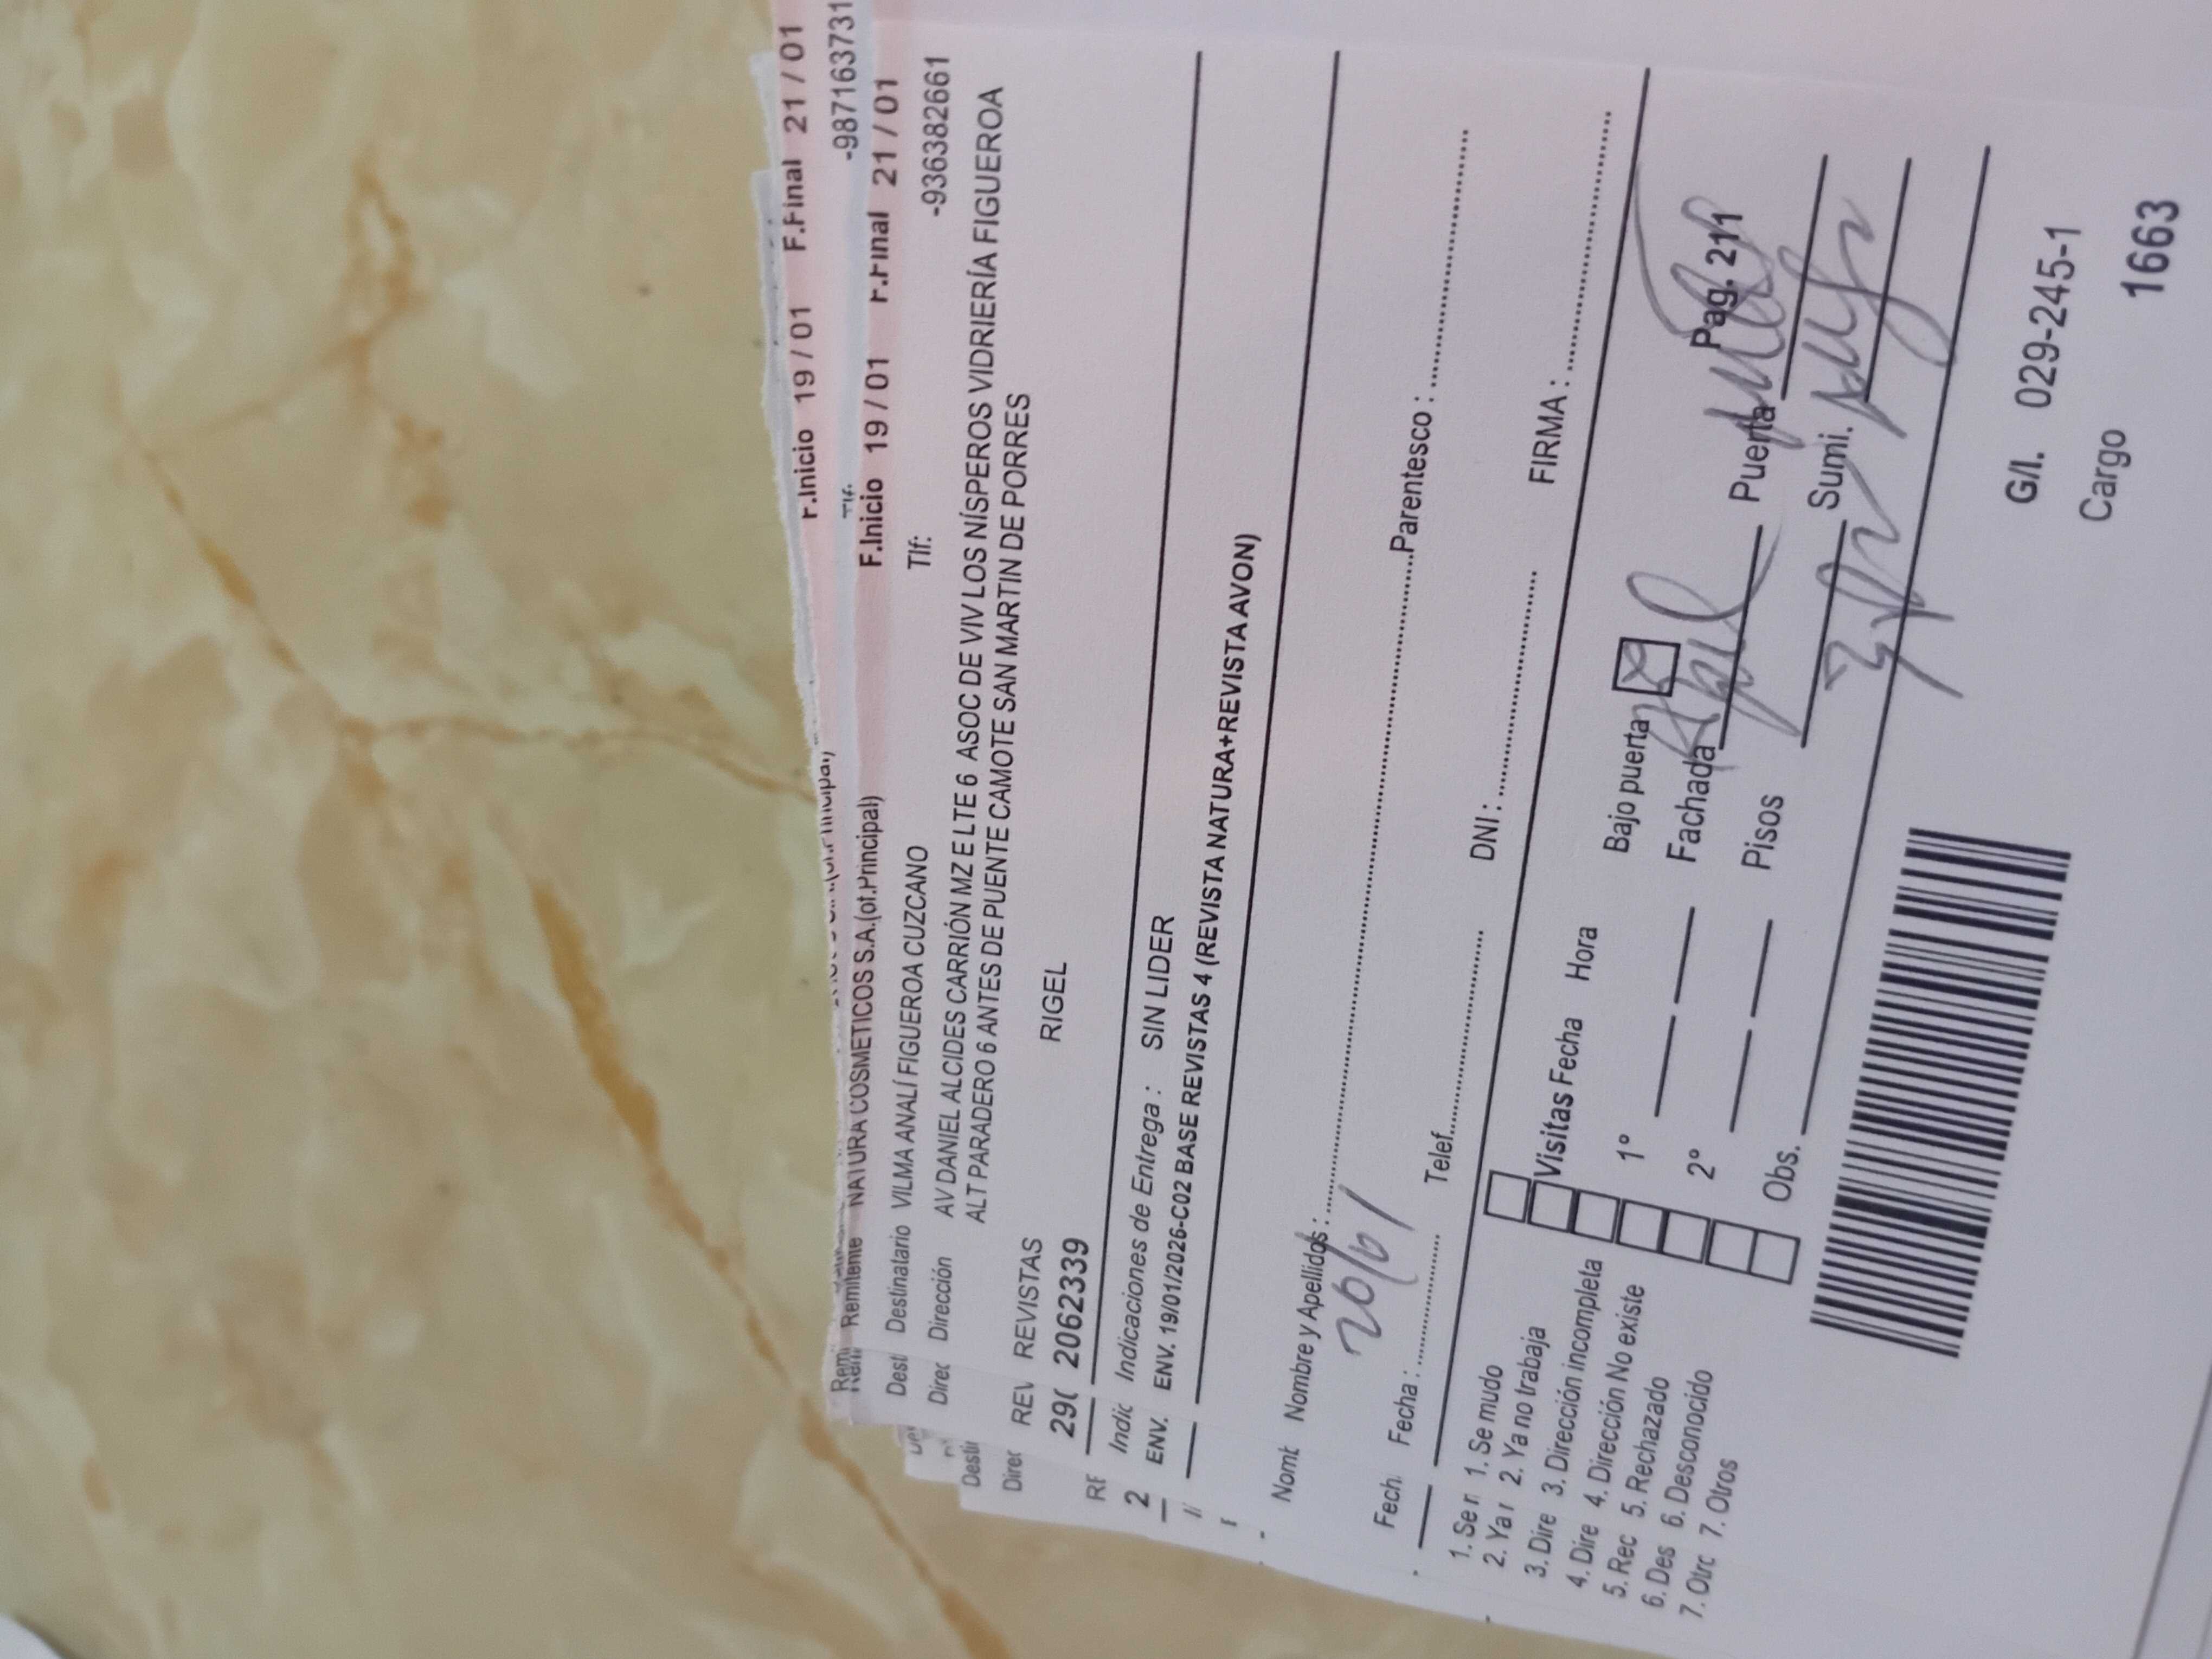 F.Inicio 19 / 01 F.Final 21 / 01
-987163731
Tlf.
Remitente NATURA COSMETICOS S.A.(of.Principal) F.Inicio 19 / 01 F.Final 21 / 01
Destinatario VILMA ANALÍ FIGUEROA CUZCANO Tlf: -936382661
Dirección AV DANIEL ALCIDES CARRIÓN MZ E LTE 6 ASOC DE VIV LOS NÍSPEROS VIDRIERÍA FIGUEROA
ALT PARADERO 6 ANTES DE PUENTE CAMOTE SAN MARTIN DE PORRES
REVISTAS RIGEL
2062339
Indicaciones de Entrega : SIN LIDER
ENV. 19/01/2026-C02 BASE REVISTAS 4 (REVISTA NATURA+REVISTA AVON)
Nombre y Apellidos : Parentesco :
20/01
Fecha : Telef. DNI : FIRMA :
1. Se mudo
2. Ya no trabaja
3. Dirección incompleta
4. Dirección No existe
5. Rechazado
6. Desconocido
7. Otros
Visitas Fecha Hora Bajo puerta
1º Fachada Puerta Pag. 211
2º Pisos Sumi.
Obs.
G/I. 029-245-1
Cargo 1663